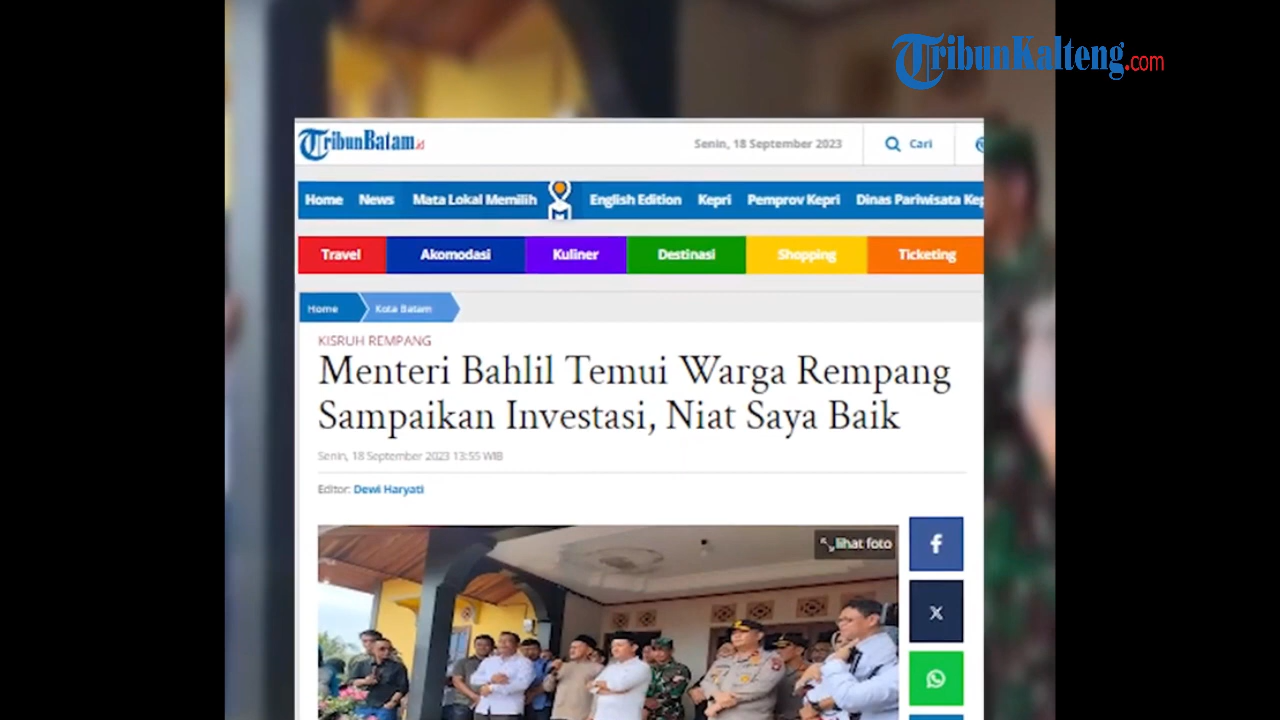 TribunKalteng.com
TribunBatam.id
Senin, 18 September 2023
Cari
Home News Mata Lokal Memilih English Edition Kepri Pemprov Kepri Dinas Pariwisata Kep
Travel Akomodasi Kuliner Destinasi Shopping Ticketing
Home Kota Batam
KISRUH REMPANG
Menteri Bahlil Temui Warga Rempang
Sampaikan Investasi, Niat Saya Baik
Senin, 18 September 2023 13:55 WIB
Editor: Dewi Haryati
lihat foto